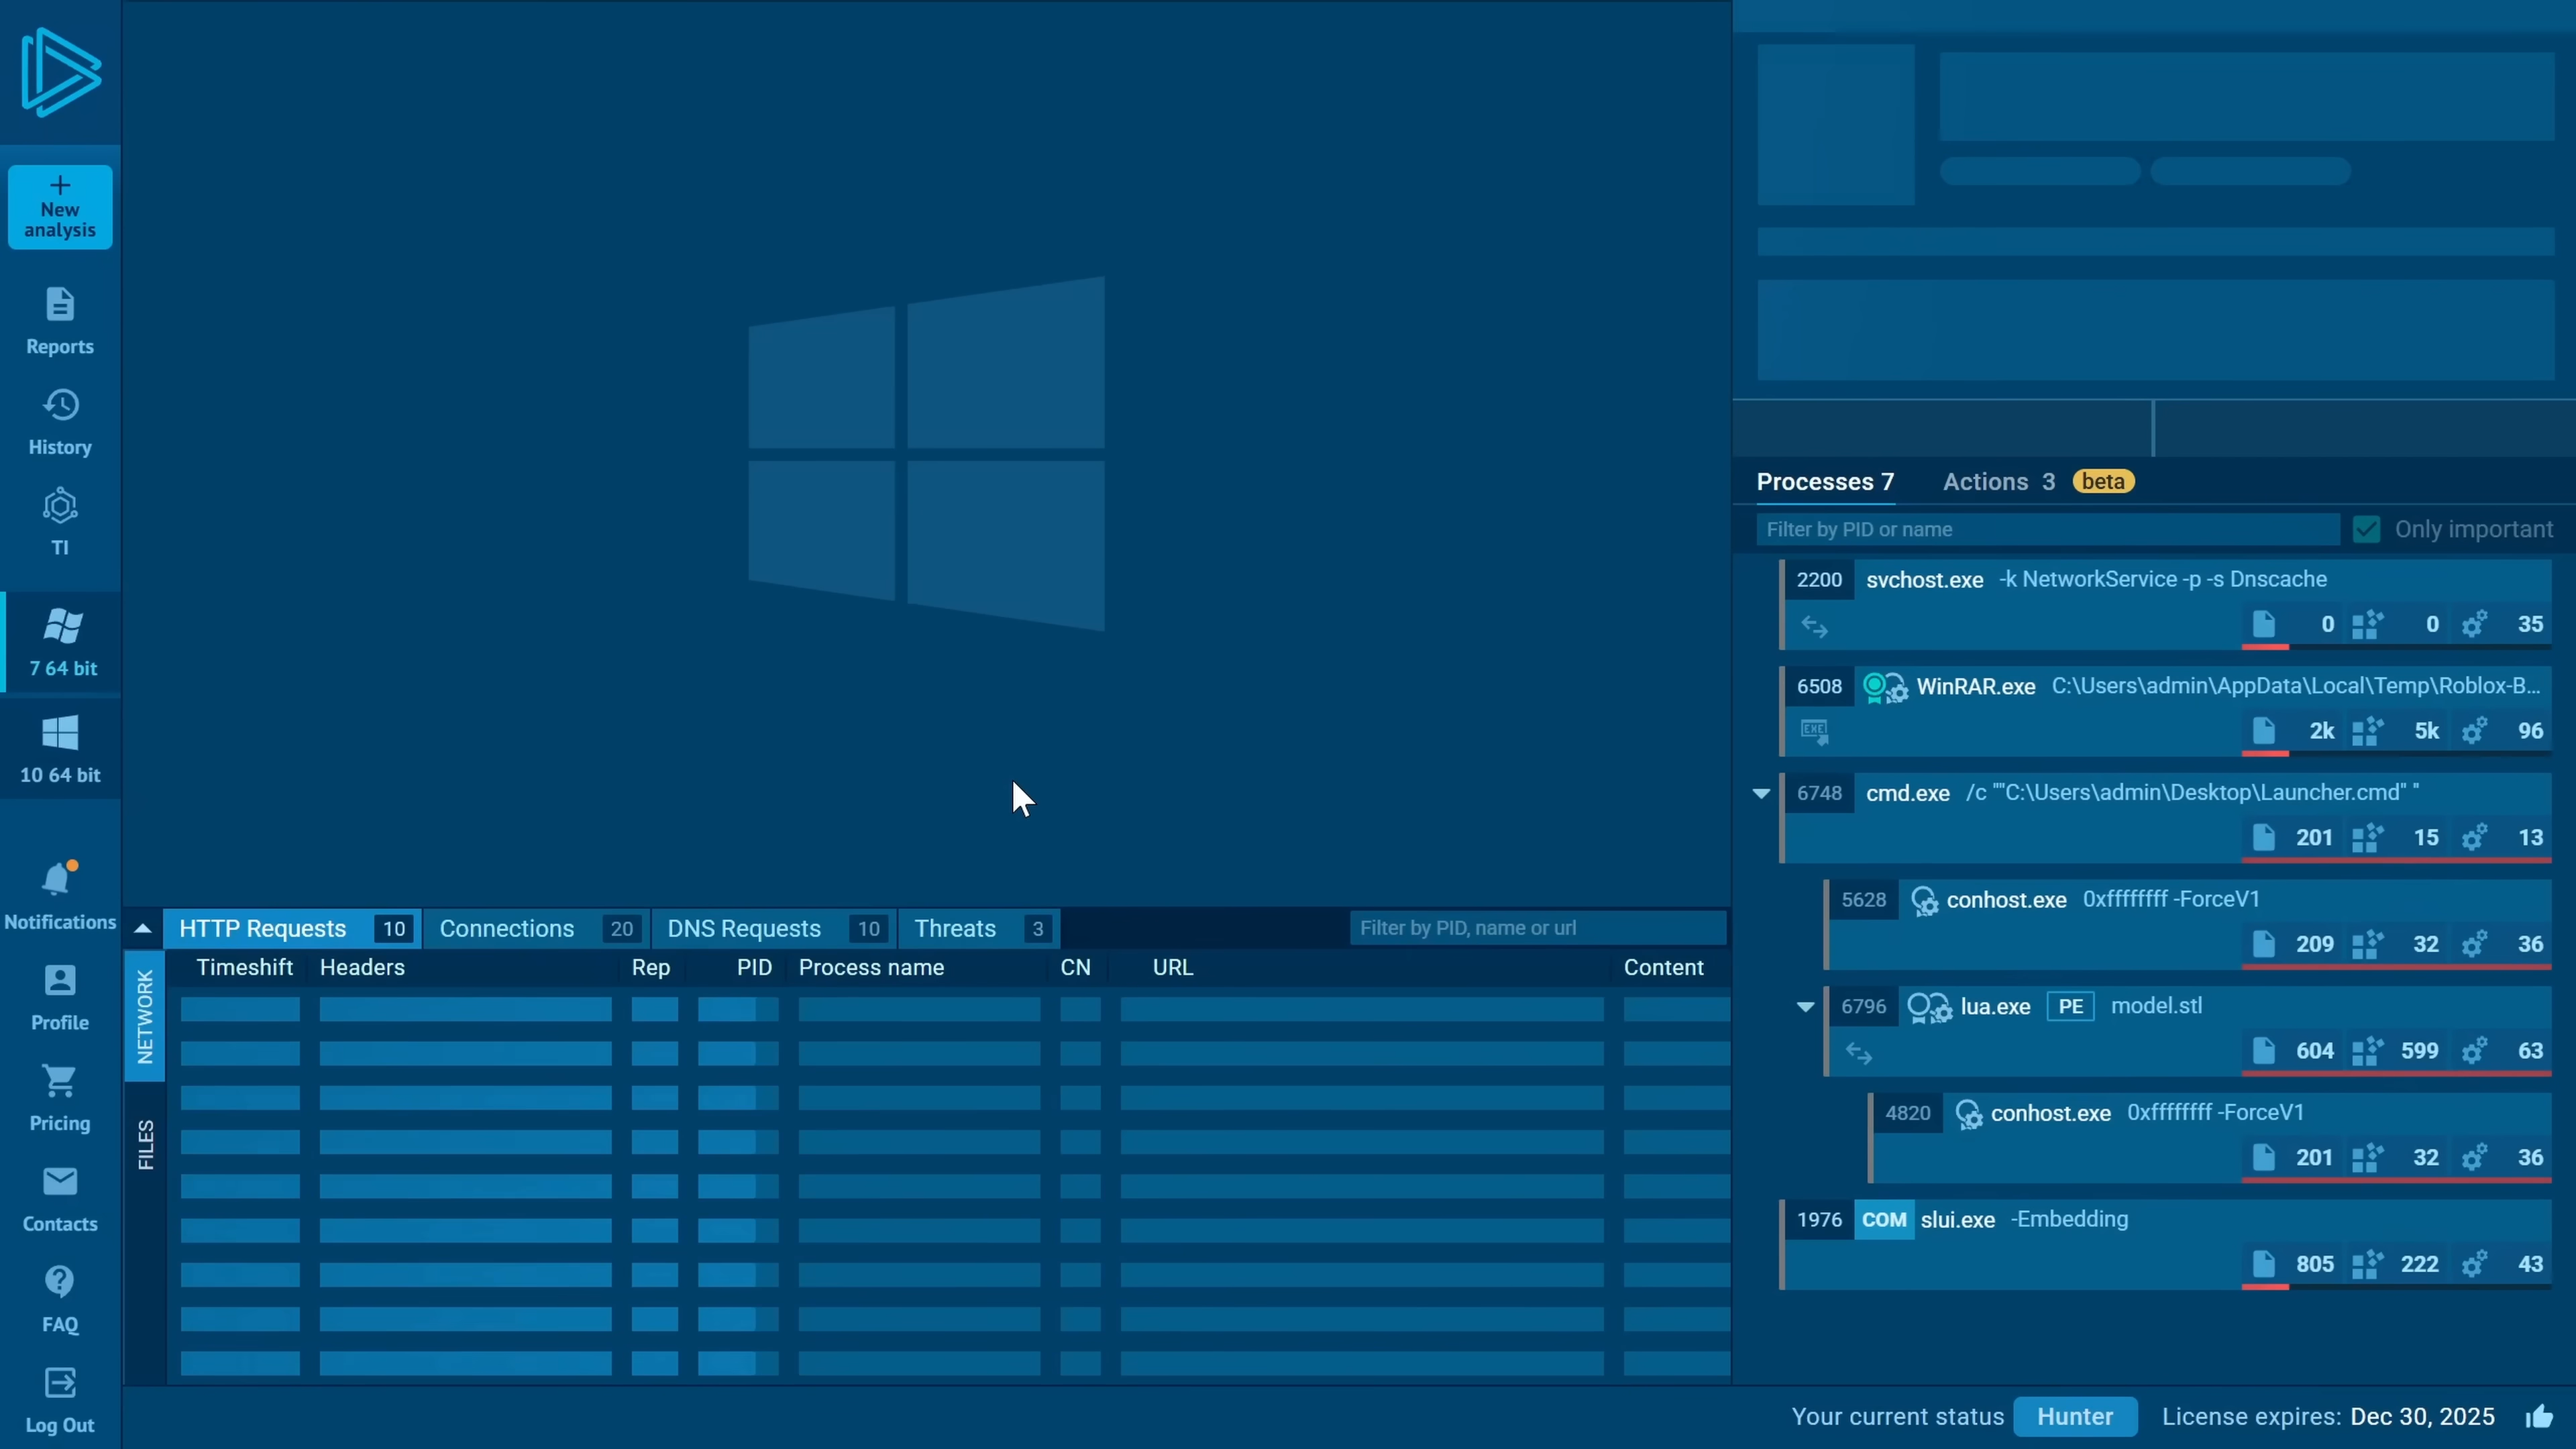 + New
analysis
Reports
History
TI
7 64 bit
10 64 bit
Notifications
Profile
Pricing
Contacts
FAQ
Log Out
HTTP Requests 10 Connections 20 DNS Requests 10 Threats 3 Filter by PID, name or url
NETWORK
FILES
Timeshift Headers Rep PID Process name CN URL Content
Processes 7 Actions 3 beta
Filter by PID or name Only important
2200 svchost.exe -k NetworkService -p -s Dnscache
0 0 35
6508 WinRAR.exe C:\Users\admin\AppData\Local\Temp\Roblox-B...
EXE 2k 5k 96
6748 cmd.exe /c ""C:\Users\admin\Desktop\Launcher.cmd" "
201 15 13
5628 conhost.exe 0xffffffff -ForceV1
209 32 36
6796 lua.exe PE model.stl
604 599 63
4820 conhost.exe 0xffffffff -ForceV1
201 32 36
1976 COM slui.exe -Embedding
805 222 43
Your current status Hunter License expires: Dec 30, 2025